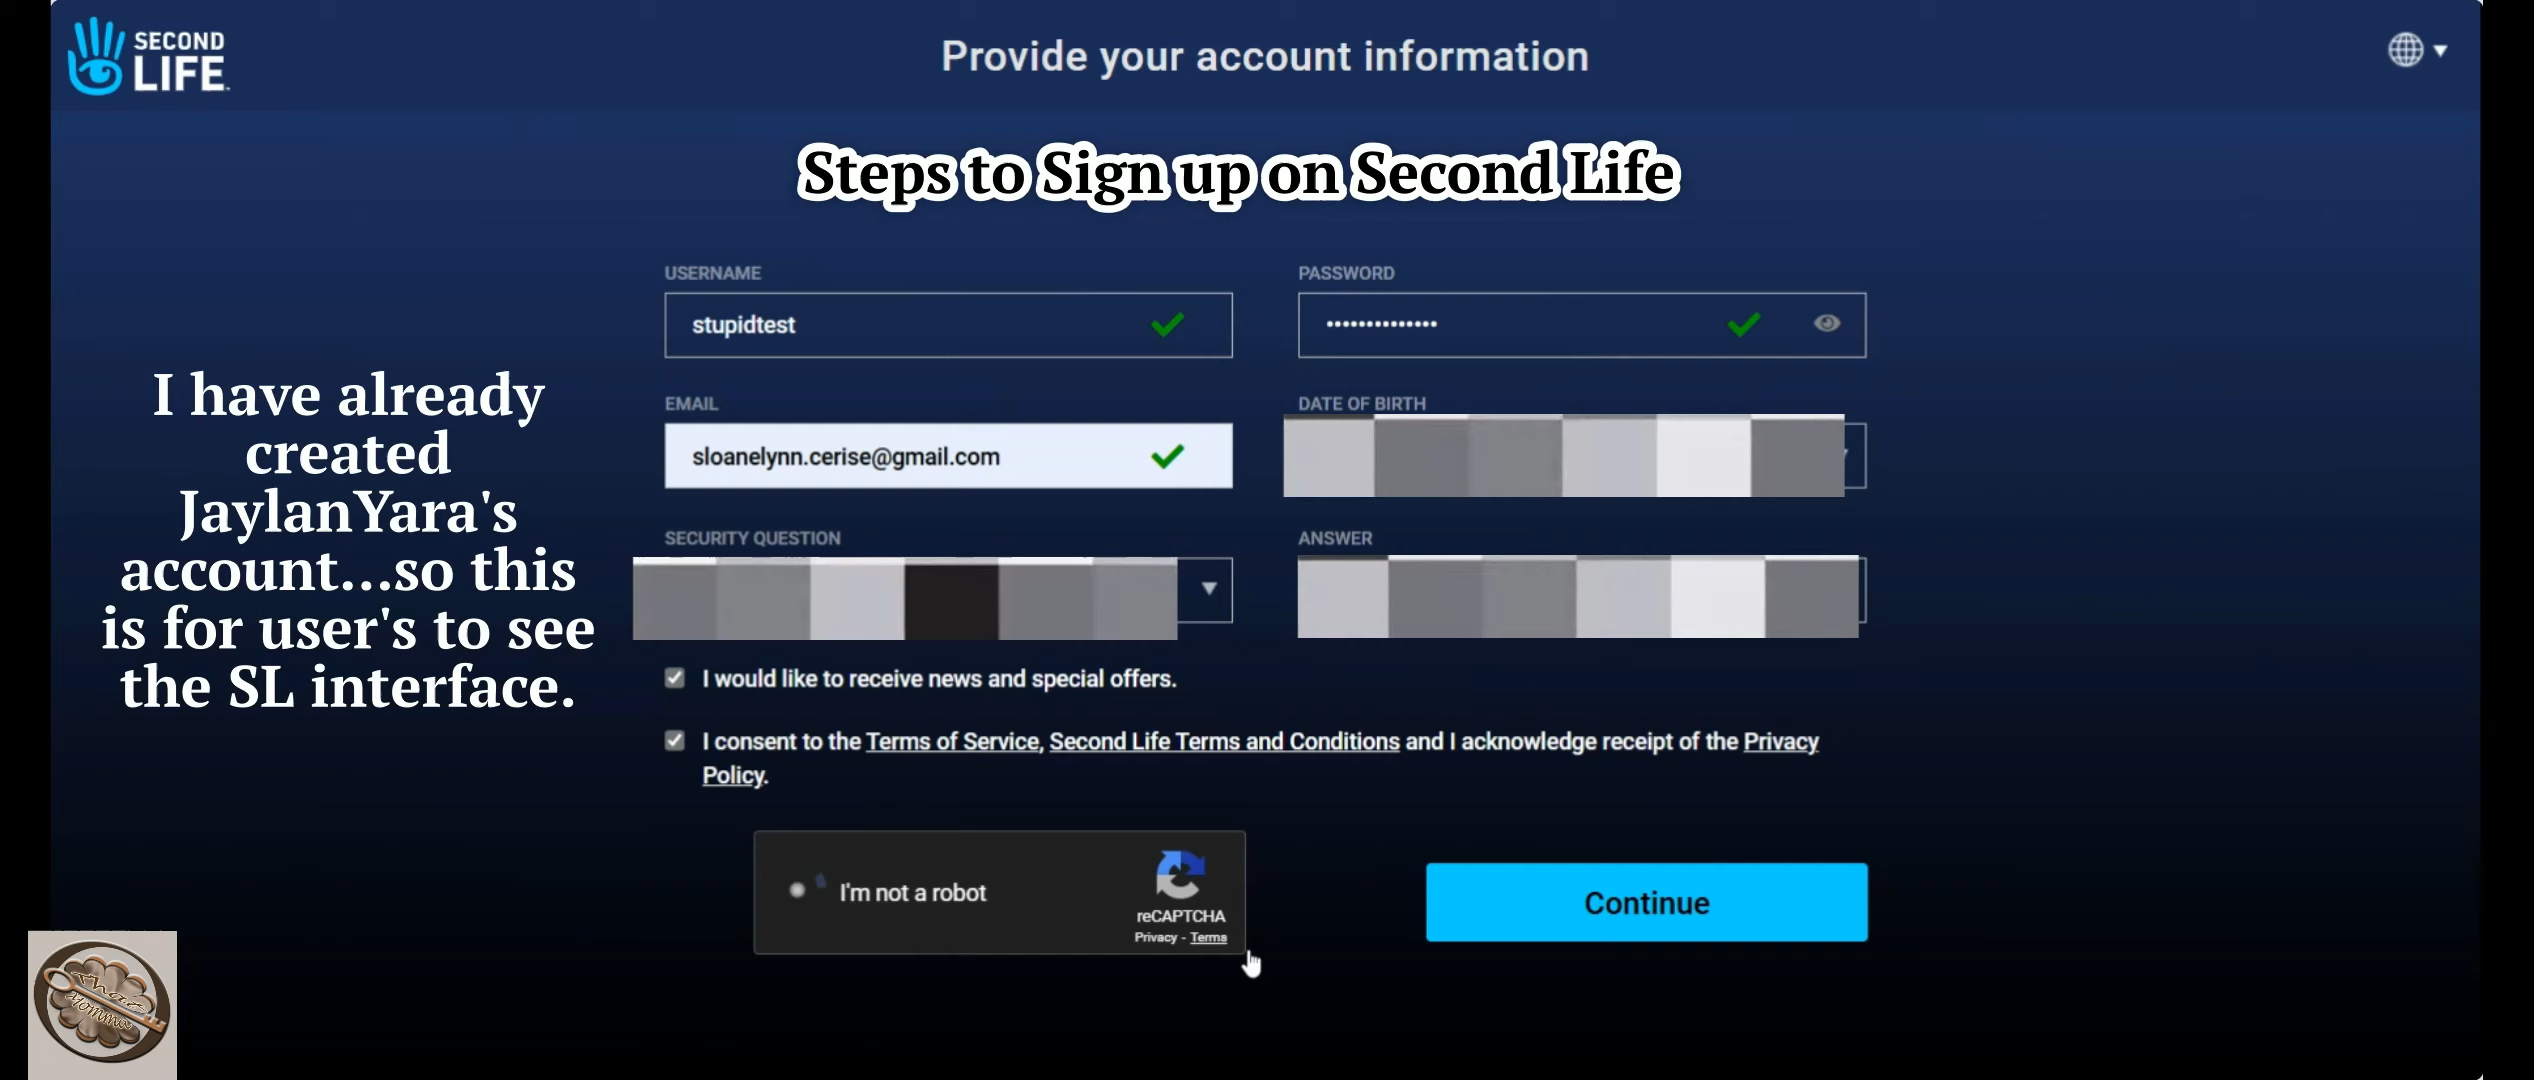 SECOND
LIFE
Provide your account information
Steps to Sign up on Second Life
USERNAME
PASSWORD
stupidtest
••••••••••••••
EMAIL
DATE OF BIRTH
sloanelynn.cerise@gmail.com
SECURITY QUESTION
ANSWER
I have already
created
JaylanYara's
account...so this
is for user's to see
the SL interface.
I would like to receive news and special offers.
I consent to the Terms of Service, Second Life Terms and Conditions and I acknowledge receipt of the Privacy
Policy.
I'm not a robot
reCAPTCHA
Privacy - Terms
Continue
That
Momma